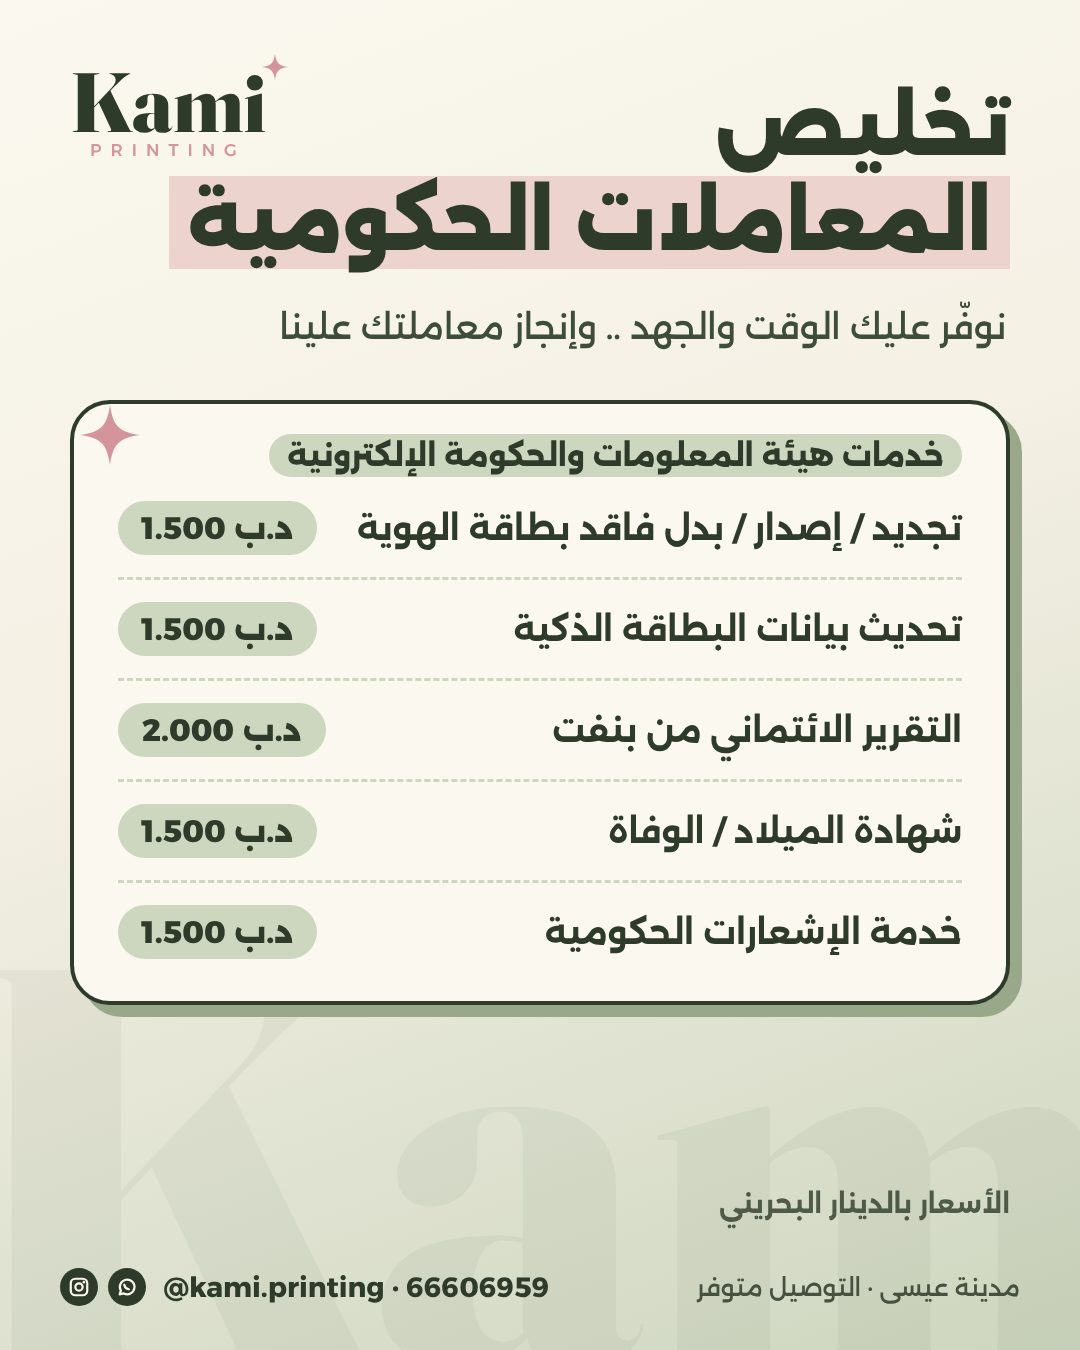 Kami
PRINTING
تخليص
المعاملات الحكومية
نوفّر عليك الوقت والجهد .. وإنجاز معاملتك علينا
خدمات هيئة المعلومات والحكومة الإلكترونية
تجديد / إصدار / بدل فاقد بطاقة الهوية 1.500 د.ب
تحديث بيانات البطاقة الذكية 1.500 د.ب
التقرير الائتماني من بنفت 2.000 د.ب
شهادة الميلاد / الوفاة 1.500 د.ب
خدمة الإشعارات الحكومية 1.500 د.ب
Kam
الأسعار بالدينار البحريني
مدينة عيسى · التوصيل متوفر
@kami.printing · 66606959